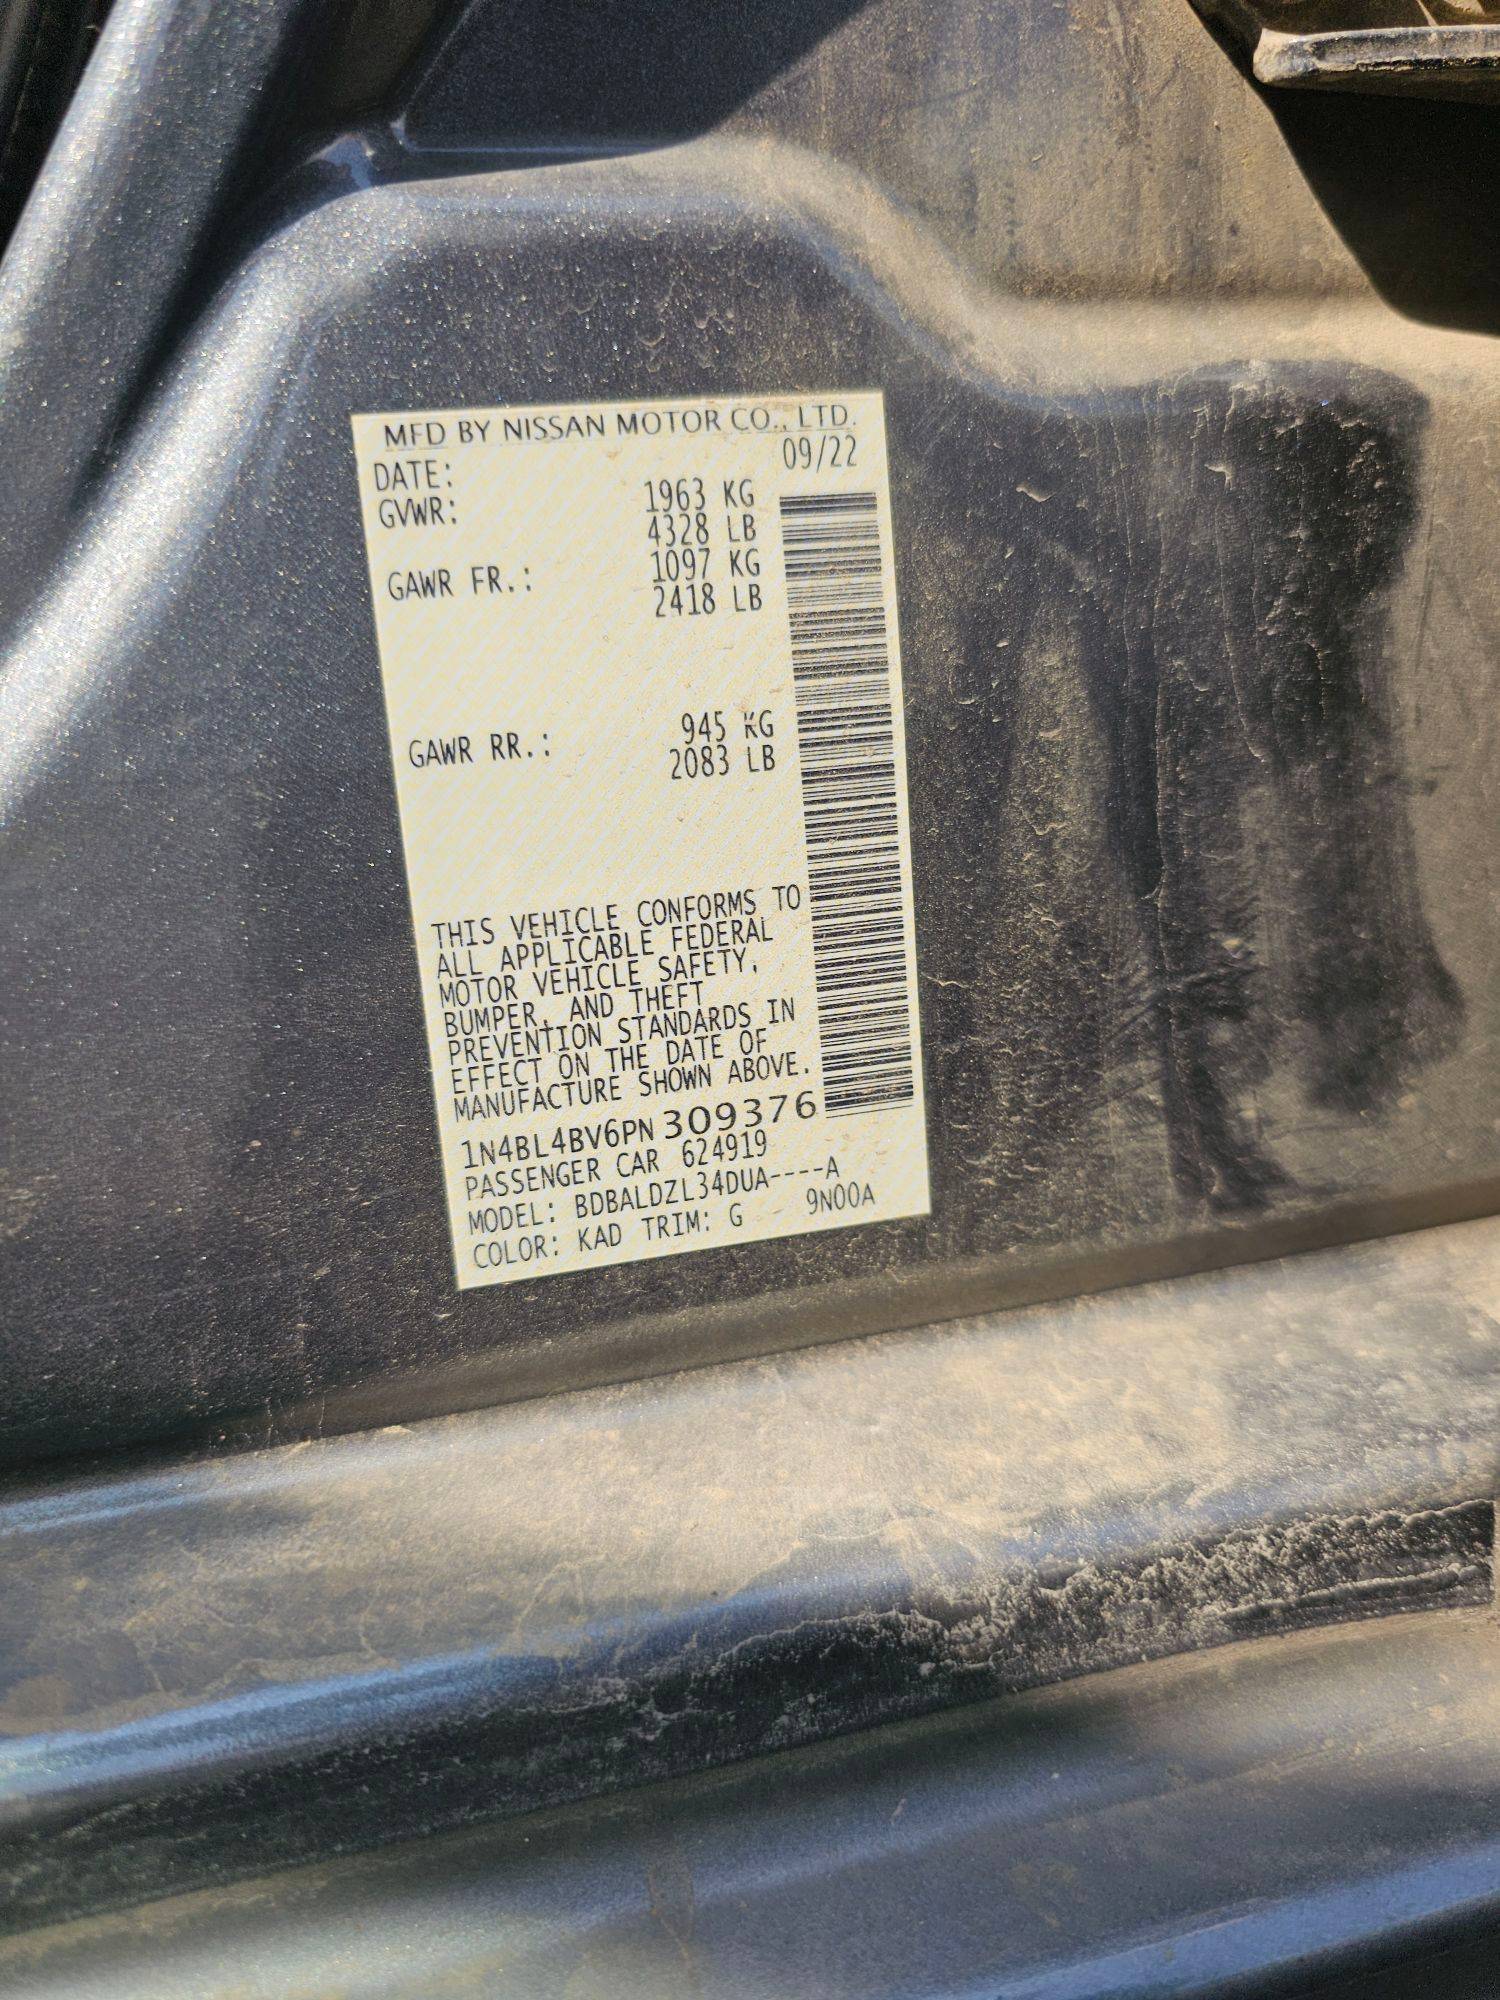 MFD BY NISSAN MOTOR CO., LTD.
DATE: 09/22
GVWR: 1963 KG
4328 LB
GAWR FR.: 1097 KG
2418 LB
GAWR RR.: 945 KG
2083 LB
THIS VEHICLE CONFORMS TO
ALL APPLICABLE FEDERAL
MOTOR VEHICLE SAFETY,
BUMPER, AND THEFT
PREVENTION STANDARDS IN
EFFECT ON THE DATE OF
MANUFACTURE SHOWN ABOVE.
1N4BL4BV6PN309376
PASSENGER CAR 624919
MODEL: BDBALDZL34DUA----A
COLOR: KAD TRIM: G 9N00A